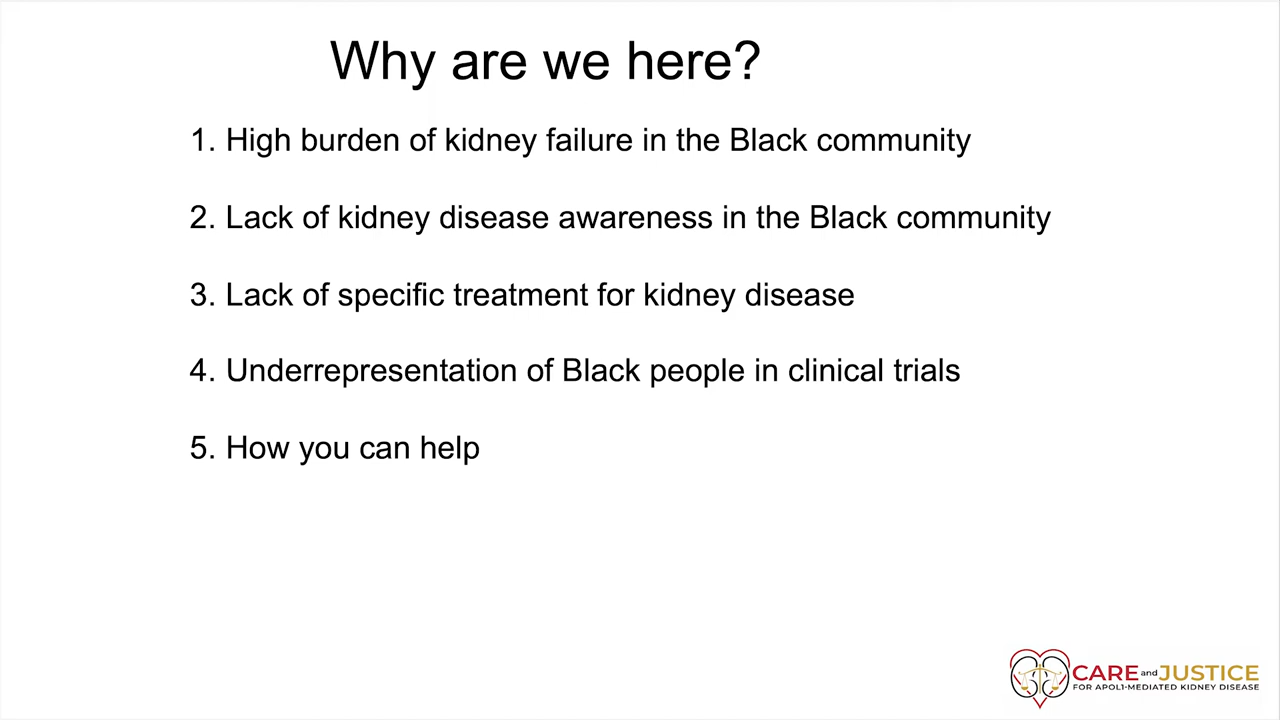 Why are we here?
1. High burden of kidney failure in the Black community
2. Lack of kidney disease awareness in the Black community
3. Lack of specific treatment for kidney disease
4. Underrepresentation of Black people in clinical trials
5. How you can help
CARE and JUSTICE
FOR APOL1-MEDIATED KIDNEY DISEASE